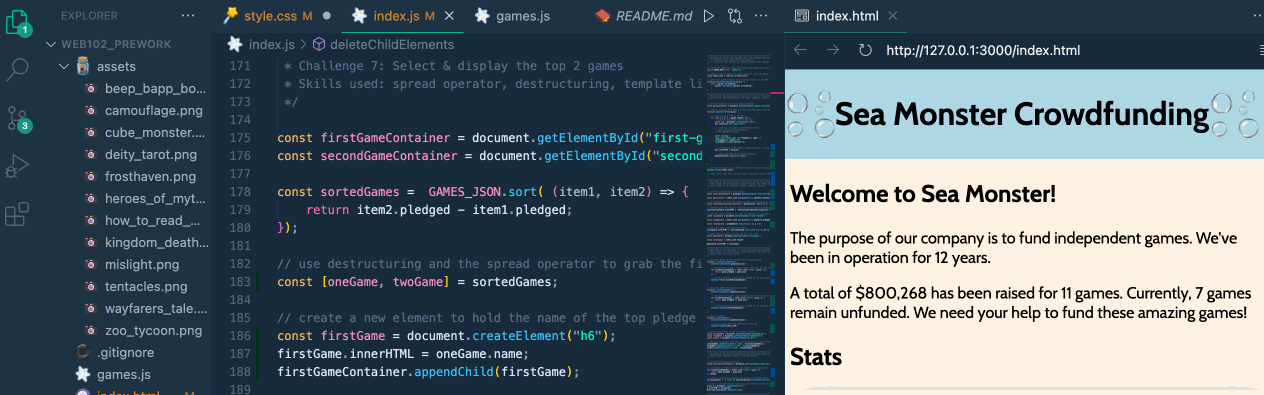 EXPLORER
WEB102_PREWORK
assets
beep_bapp_bo...
camouflage.png
cube_monster....
deity_tarot.png
frosthaven.png
heroes_of_myt...
how_to_read_...
kingdom_death...
mislight.png
tentacles.png
wayfarers_tale....
zoo_tycoon.png
.gitignore
games.js
index.html M
1
3
style.css M
index.js M
games.js
README.md
index.js > deleteChildElements
171 * Challenge 7: Select & display the top 2 games
172 * Skills used: spread operator, destructuring, template li
173 */
174
175 const firstGameContainer = document.getElementById("first-g
176 const secondGameContainer = document.getElementById("second
177
178 const sortedGames =  GAMES_JSON.sort( (item1, item2) => {
179     return item2.pledged - item1.pledged;
180 });
181
182 // use destructuring and the spread operator to grab the fi
183 const [oneGame, twoGame] = sortedGames;
184
185 // create a new element to hold the name of the top pledge
186 const firstGame = document.createElement("h6");
187 firstGame.innerHTML = oneGame.name;
188 firstGameContainer.appendChild(firstGame);
189
index.html
http://127.0.0.1:3000/index.html
Sea Monster Crowdfunding
Welcome to Sea Monster!
The purpose of our company is to fund independent games. We've
been in operation for 12 years.
A total of $800,268 has been raised for 11 games. Currently, 7 games
remain unfunded. We need your help to fund these amazing games!
Stats